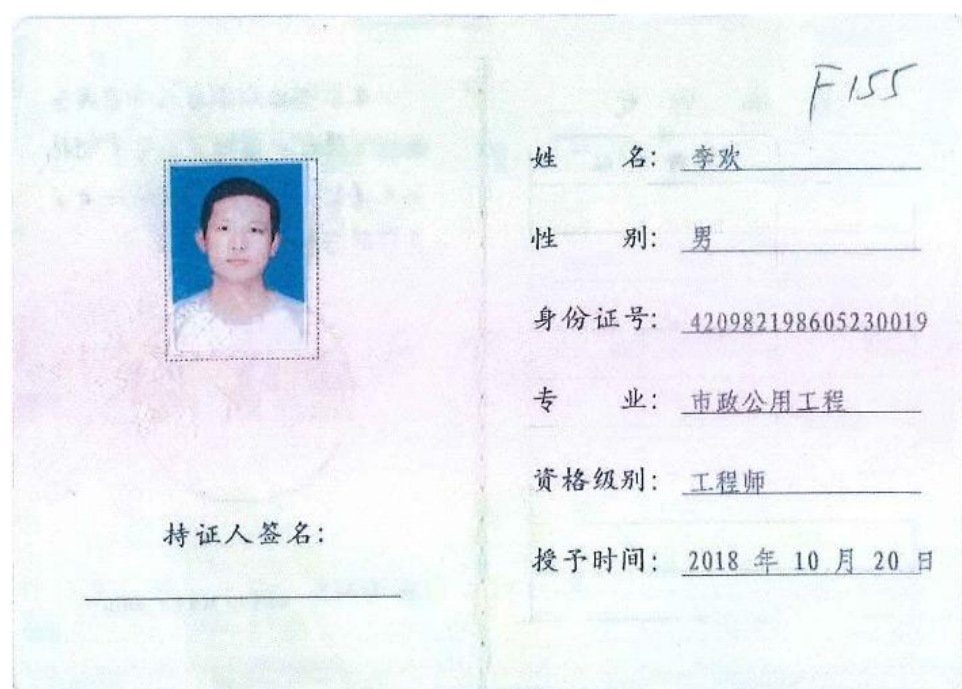 F155
姓 名: 李欢
性 别: 男
身份证号: 420982198605230019
专 业: 市政公用工程
资格级别: 工程师
授予时间: 2018 年 10 月 20 日
持证人签名: